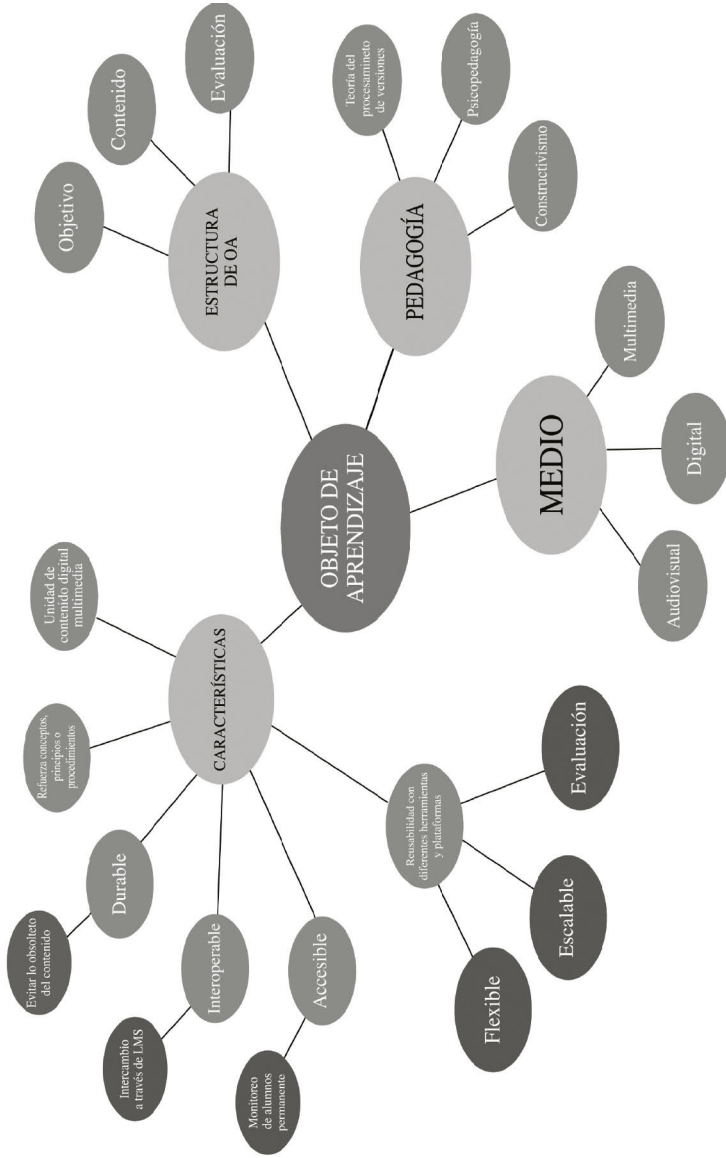 OBJETO DE
APRENDIZAJE
CARACTERÍSTICAS
Unidad de
contenido digital
multimedia
Refuerza conceptos,
principios o
procedimientos
Durable
Evitar lo obsolteto
del contenido
Interoperable
Intercambio
a través de LMS
Accesible
Monitoreo
de alumnos
permanente
Reusabilidad con
diferentes herramientas
y plataformas
Flexible
Escalable
Evaluación
ESTRUCTURA
DE OA
Objetivo
Contenido
Evaluación
PEDAGOGÍA
Teoría del
procesamineto
de versiones
Psicopedagogía
Constructivismo
MEDIO
Multimedia
Digital
Audiovisual